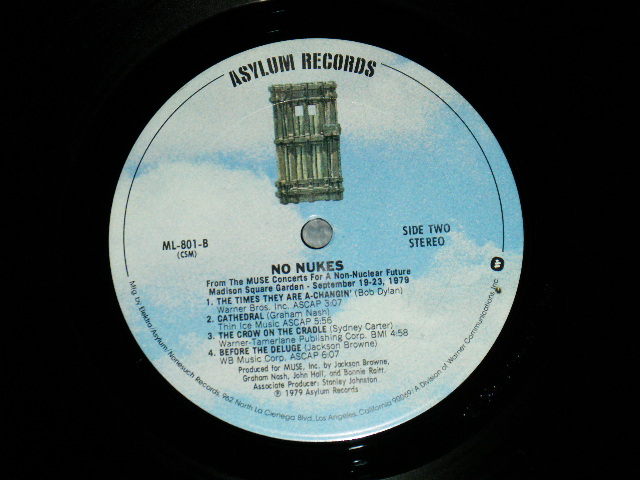 ASYLUM RECORDS
ML-801-B
(CSM)
SIDE TWO
STEREO
NO NUKES
From The MUSE Concerts For A Non-Nuclear Future
Madison Square Garden - September 19-23, 1979
1. THE TIMES THEY ARE A-CHANGIN' (Bob Dylan)
Warner Bros. Inc. ASCAP 3:07
2. CATHEDRAL (Graham Nash)
Thin Ice Music ASCAP 5:56
3. THE CROW ON THE CRADLE (Sydney Carter)
Warner-Tamerlane Publishing Corp. BMI 4:58
4. BEFORE THE DELUGE (Jackson Browne)
WB Music Corp. ASCAP 6:07
Produced for MUSE, Inc. by Jackson Browne,
Graham Nash, John Hall, and Bonnie Raitt.
Associate Producer: Stanley Johnston
℗ 1979 Asylum Records
Mfg. by Elektra/Asylum/Nonesuch Records, 962 North La Cienega Blvd., Los Angeles, California 90069 · A Division of Warner Communications Inc.